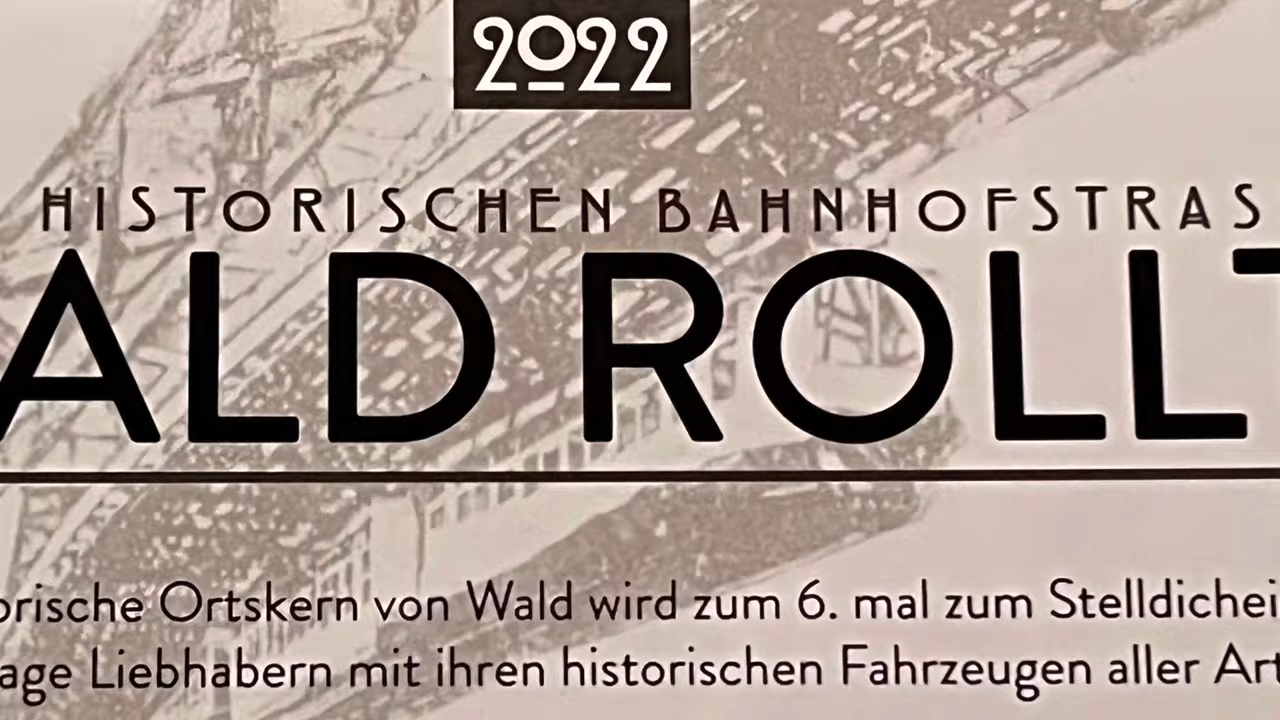 2022
HISTORISCHEN BAHNHOFSTRAS
ALD ROLLT
orische Ortskern von Wald wird zum 6. mal zum Stelldichei
age Liebhabern mit ihren historischen Fahrzeugen aller Art